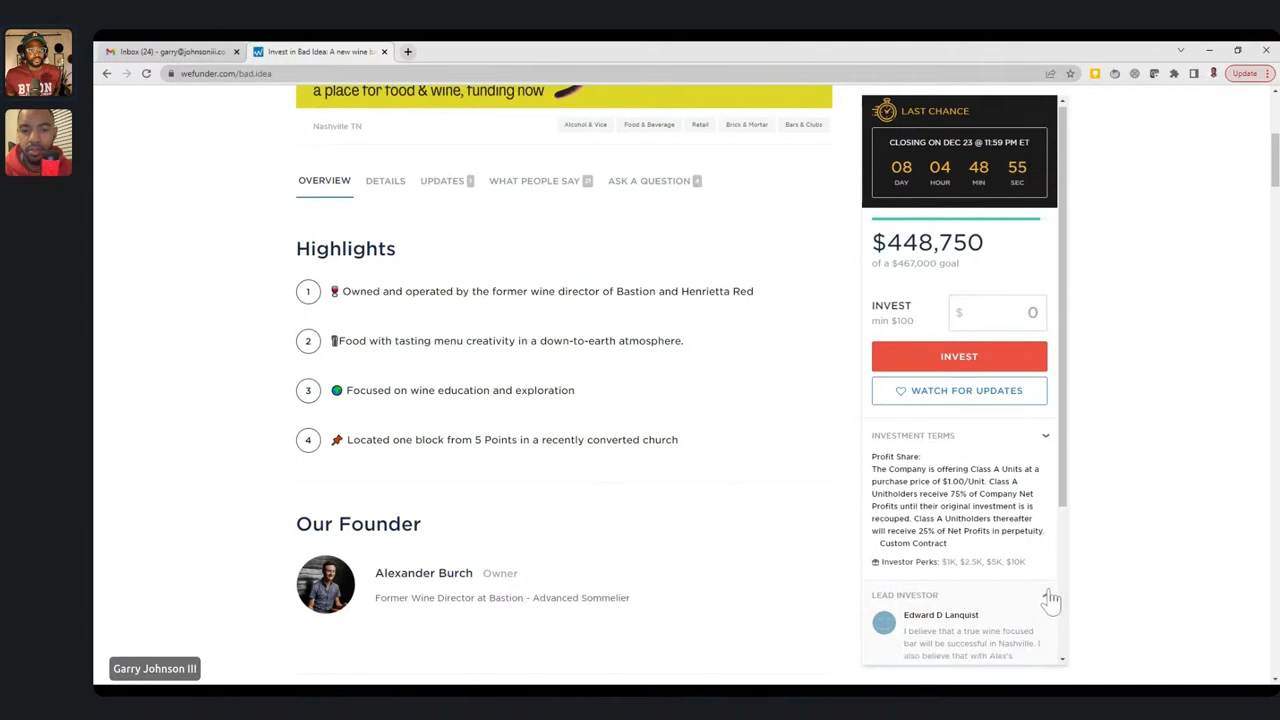 Inbox (24) - garry@johnsoniii.co
Invest in Bad Idea: A new wine b
wefunder.com/bad.idea
Update
a place for food & wine, funding now
Nashville TN
Alcohol & Vice
Food & Beverage
Retail
Brick & Mortar
Bars & Clubs
OVERVIEW
DETAILS
UPDATES 1
WHAT PEOPLE SAY
ASK A QUESTION
Highlights
1 Owned and operated by the former wine director of Bastion and Henrietta Red
2 Food with tasting menu creativity in a down-to-earth atmosphere.
3 Focused on wine education and exploration
4 Located one block from 5 Points in a recently converted church
Our Founder
Alexander Burch Owner
Former Wine Director at Bastion - Advanced Sommelier
LAST CHANCE
CLOSING ON DEC 23 @ 11:59 PM ET
08 04 48 55
DAY HOUR MIN SEC
$448,750
of a $467,000 goal
INVEST
min $100
$ 0
INVEST
WATCH FOR UPDATES
INVESTMENT TERMS
Profit Share:
The Company is offering Class A Units at a
purchase price of $1.00/Unit. Class A
Unitholders receive 75% of Company Net
Profits until their original investment is is
recouped. Class A Unitholders thereafter
will receive 25% of Net Profits in perpetuity.
Custom Contract
Investor Perks: $1K, $2.5K, $5K, $10K
LEAD INVESTOR
Edward D Lanquist
I believe that a true wine focused
bar will be successful in Nashville. I
also believe that with Alex's
Garry Johnson III